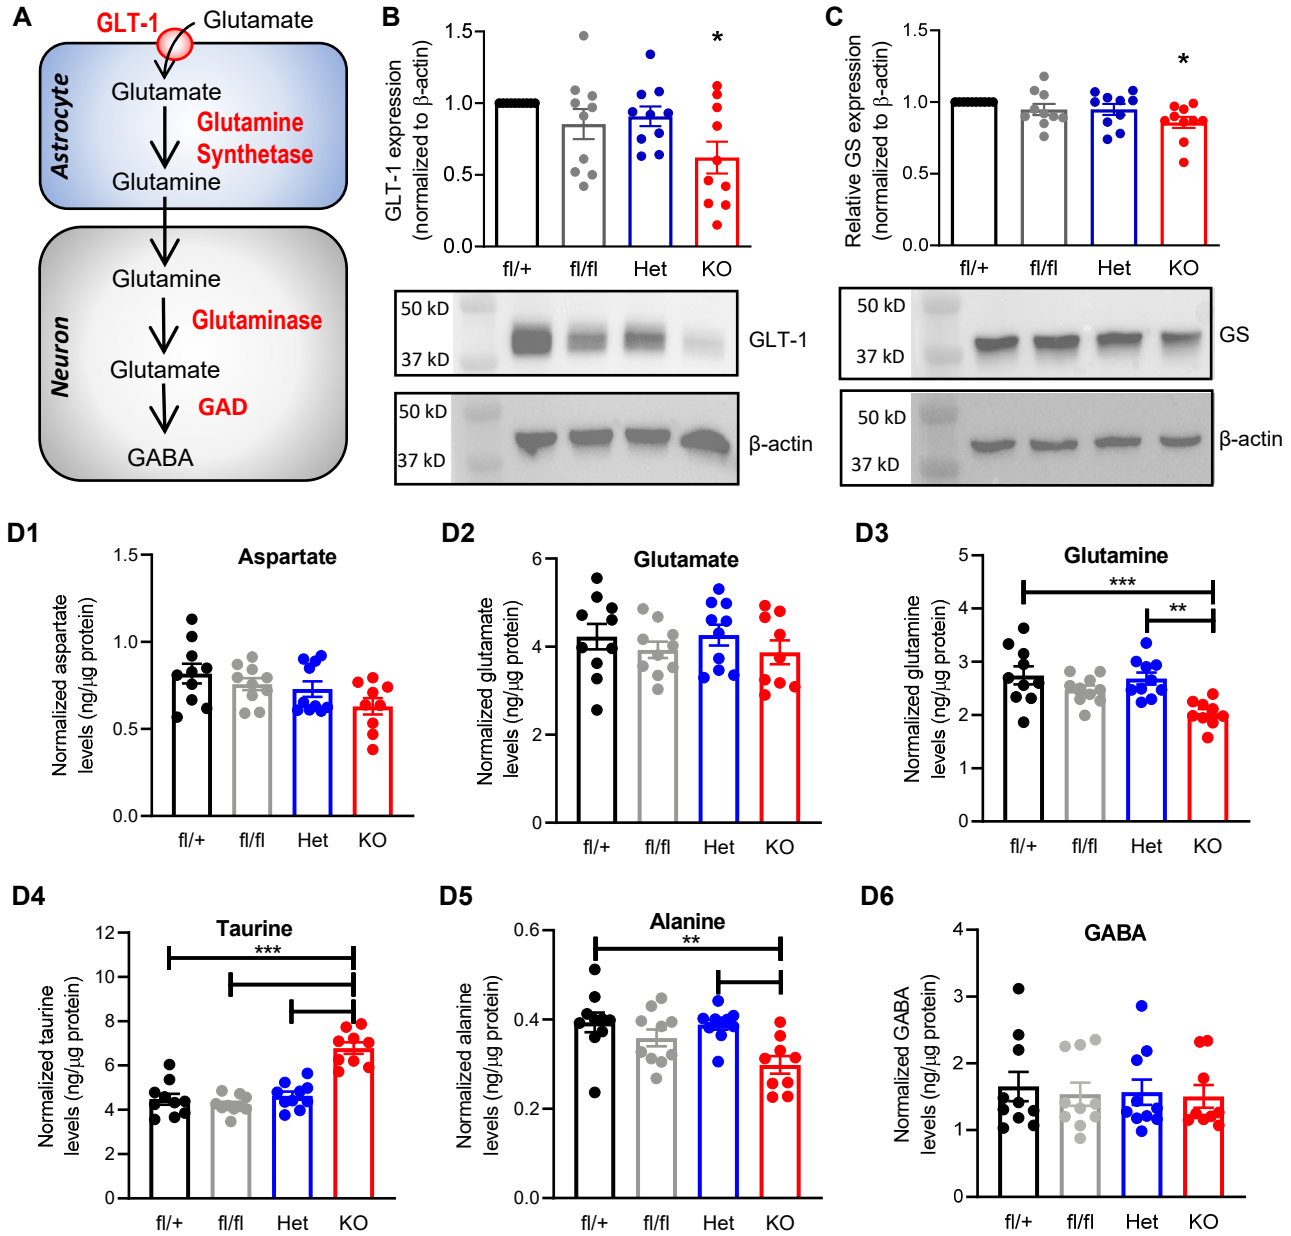 A
GLT-1
Glutamate
Glutamate
Glutamine
Synthetase
Glutamine
Astrocyte
Glutamine
Glutaminase
Glutamate
GAD
GABA
Neuron
B
GLT-1 expression
(normalized to β-actin)
1.5
1.0
0.5
0.0
*
fl/+ fl/fl Het KO
50 kD
37 kD
GLT-1
50 kD
37 kD
β-actin
C
Relative GS expression
(normalized to β-actin)
1.5
1.0
0.5
0.0
*
fl/+ fl/fl Het KO
50 kD
37 kD
GS
50 kD
37 kD
β-actin
D1
Aspartate
Normalized aspartate
levels (ng/µg protein)
1.5
1.0
0.5
0.0
fl/+ fl/fl Het KO
D2
Glutamate
Normalized glutamate
levels (ng/µg protein)
6
4
2
0
fl/+ fl/fl Het KO
D3
Glutamine
Normalized glutamine
levels (ng/µg protein)
5
4
3
2
1
0
***
**
fl/+ fl/fl Het KO
D4
Taurine
Normalized taurine
levels (ng/µg protein)
12
10
8
6
4
2
0
***
fl/+ fl/fl Het KO
D5
Alanine
Normalized alanine
levels (ng/µg protein)
0.6
0.4
0.2
0.0
**
fl/+ fl/fl Het KO
D6
GABA
Normalized GABA
levels (ng/µg protein)
4
3
2
1
0
fl/+ fl/fl Het KO